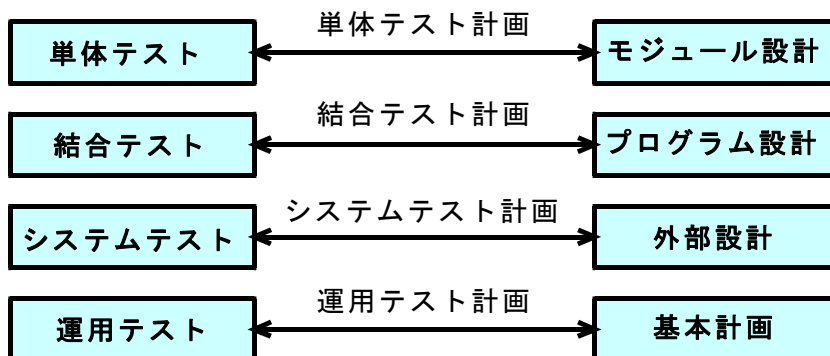 単体テスト計画
単体テスト
モジュール設計
結合テスト計画
結合テスト
プログラム設計
システムテスト計画
システムテスト
外部設計
運用テスト計画
運用テスト
基本計画